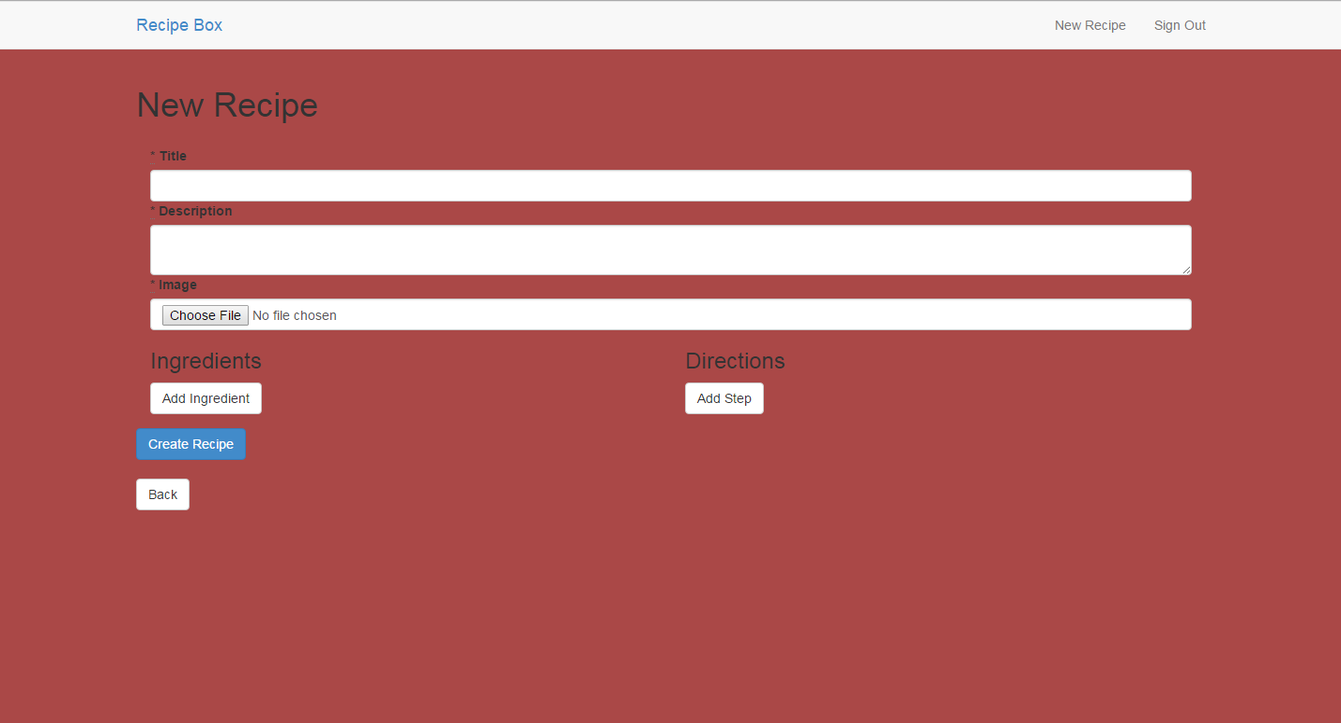 Recipe Box New Recipe Sign Out
New Recipe
* Title
* Description
* Image
Choose File No file chosen
Ingredients Directions
Add Ingredient Add Step
Create Recipe
Back